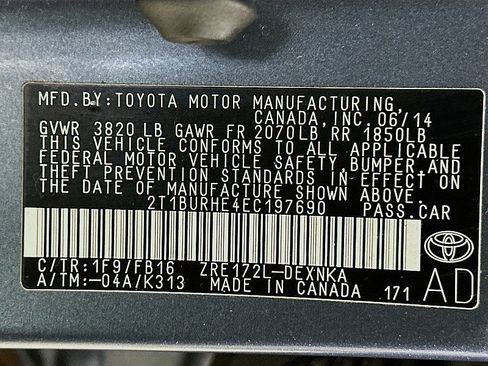 MFD.BY:TOYOTA MOTOR MANUFACTURING,
CANADA,INC.06/14
GVWR 3820 LB GAWR FR 2070LB, RR 1850LB
THIS VEHICLE CONFORMS TO ALL APPLICABLE
FEDERAL MOTOR VEHICLE SAFETY,BUMPER,AND
THEFT PREVENTION STANDARDS IN EFFECT
ON THE DATE OF MANUFACTURE SHOWN ABOVE.
2T1BURHE4EC197690 PASS.CAR
C/TR:1F9/FB16 ZRE172L-DEXNKA
A/TM:-04A/K313 MADE IN CANADA 171
AD